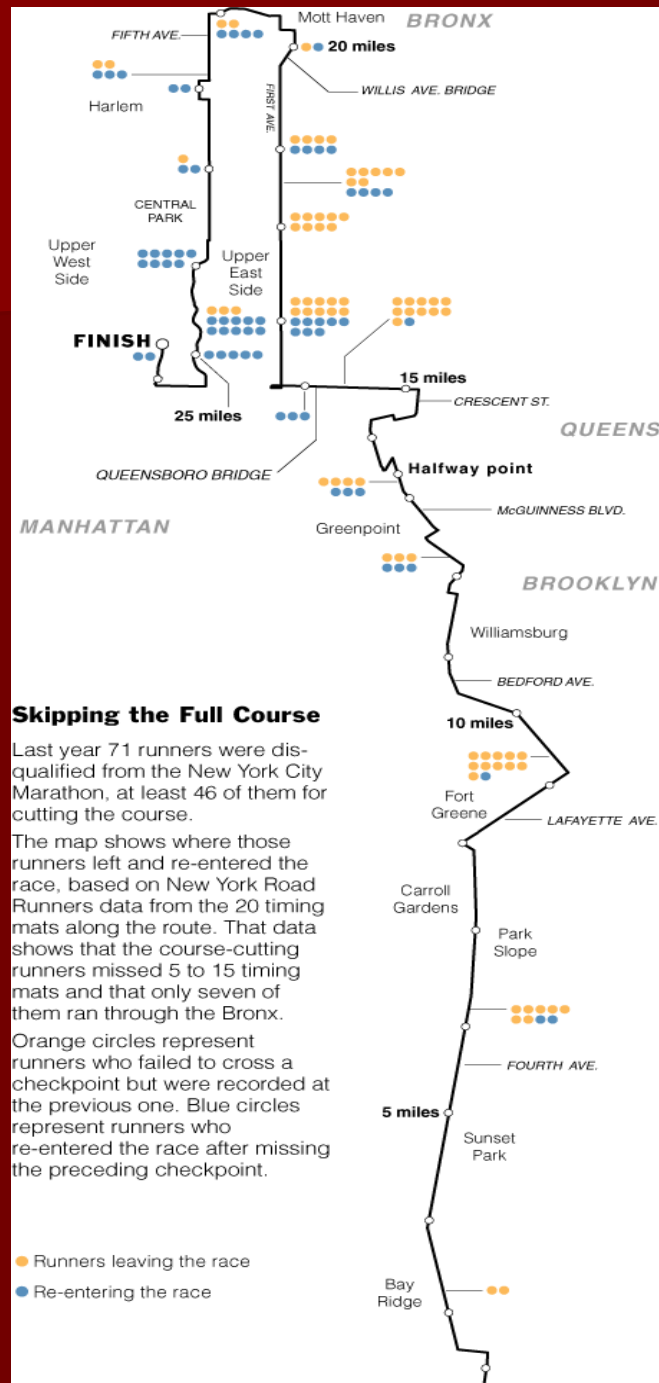 Mott Haven
BRONX
FIFTH AVE.
20 miles
WILLIS AVE. BRIDGE
Harlem
FIRST AVE.
CENTRAL
PARK
Upper
West
Side
Upper
East
Side
FINISH
15 miles
CRESCENT ST.
25 miles
QUEENS
Halfway point
QUEENSBORO BRIDGE
McGUINNESS BLVD.
MANHATTAN
Greenpoint
BROOKLYN
Williamsburg
BEDFORD AVE.
10 miles
Fort
Greene
LAFAYETTE AVE.
Carroll
Gardens
Park
Slope
FOURTH AVE.
5 miles
Sunset
Park
Bay
Ridge
Skipping the Full Course
Last year 71 runners were dis-
qualified from the New York City
Marathon, at least 46 of them for
cutting the course.
The map shows where those
runners left and re-entered the
race, based on New York Road
Runners data from the 20 timing
mats along the route. That data
shows that the course-cutting
runners missed 5 to 15 timing
mats and that only seven of
them ran through the Bronx.
Orange circles represent
runners who failed to cross a
checkpoint but were recorded at
the previous one. Blue circles
represent runners who
re-entered the race after missing
the preceding checkpoint.
Runners leaving the race
Re-entering the race